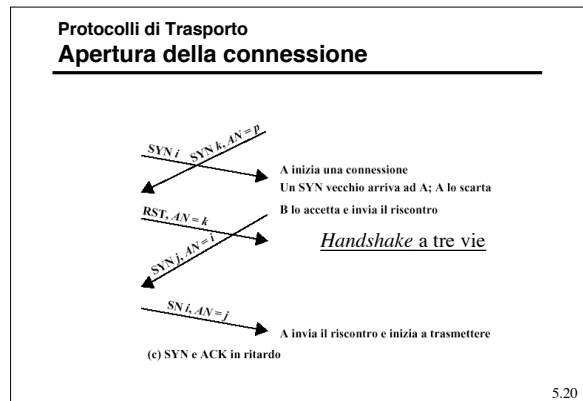 Protocolli di Trasporto
Apertura della connessione
SYN i
SYN k, AN = p
A inizia una connessione
Un SYN vecchio arriva ad A; A lo scarta
RST, AN = k
B lo accetta e invia il riscontro
Handshake a tre vie
SYN j, AN = i
SN i, AN = j
A invia il riscontro e inizia a trasmettere
(c) SYN e ACK in ritardo
5.20